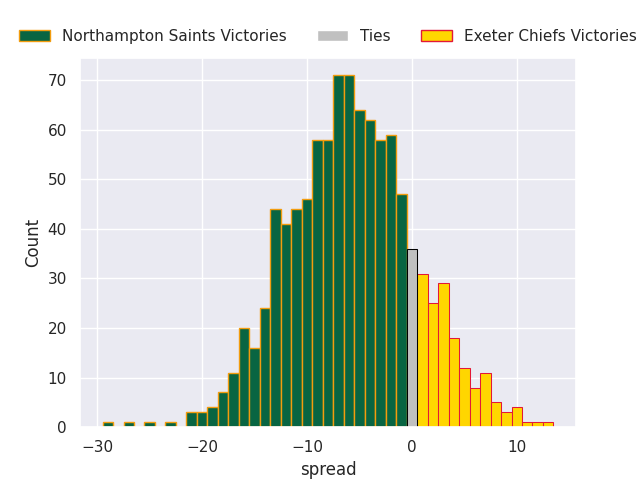 Northampton Saints Victories Ties Exeter Chiefs Victories
70
60
50
40
30
20
10
0
Count
−30 −20 −10 0 10
spread